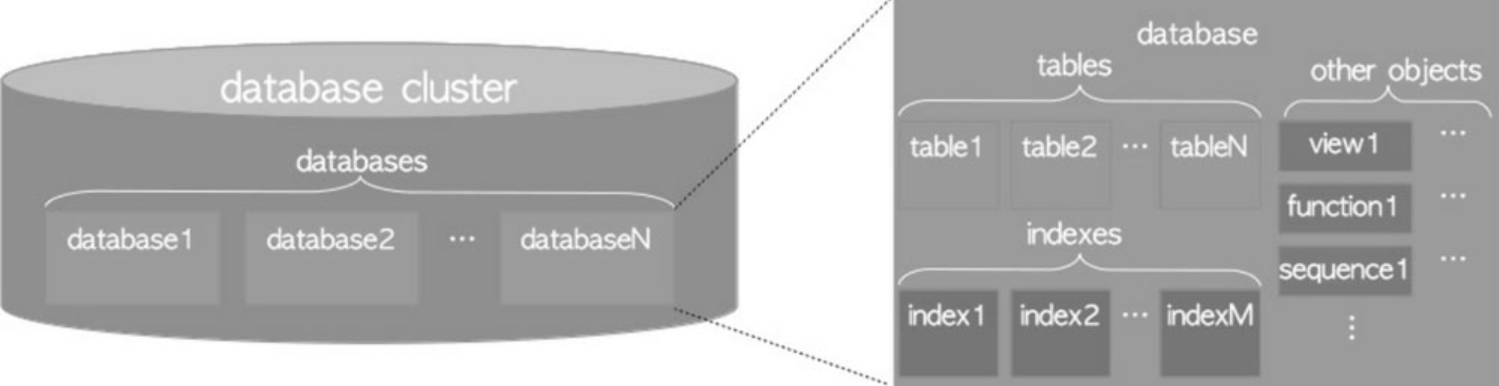 database cluster
databases
database1 database2 ... databaseN
database
tables
table1 table2 ... tableN
indexes
index1 index2 ... indexM
other objects
view1 ...
function1 ...
sequence1 ...
⋮